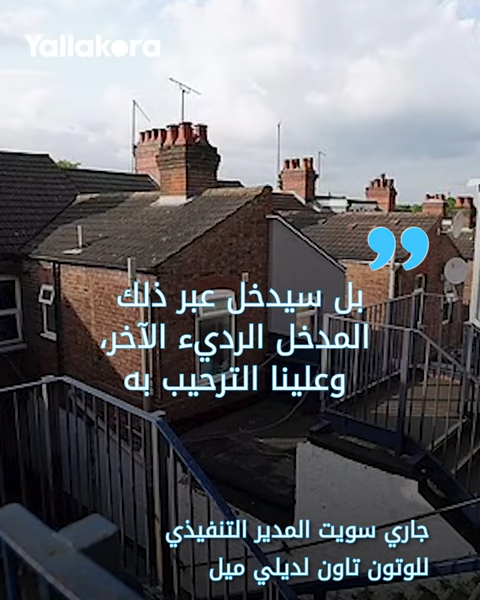 Yallakora
بل سيدخل عبر ذلك
المدخل الرديء الآخر،
وعلينا الترحيب به
جاري سويت المدير التنفيذي
للوتون تاون لديلي ميل